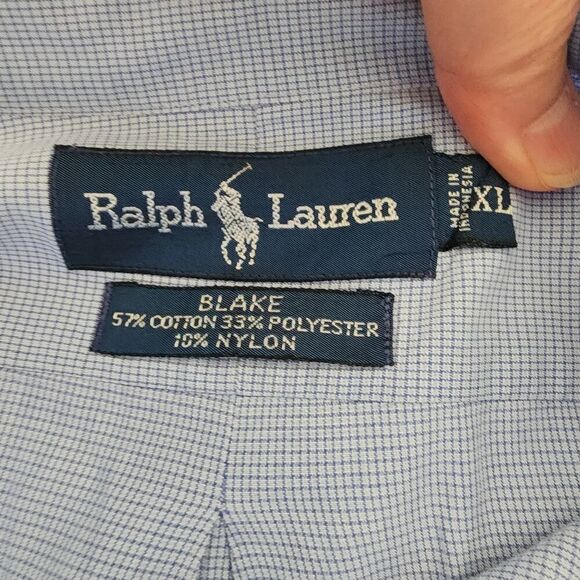 Ralph Lauren
MADE IN
INDONESIA
XL
BLAKE
57% COTTON 33% POLYESTER
10% NYLON